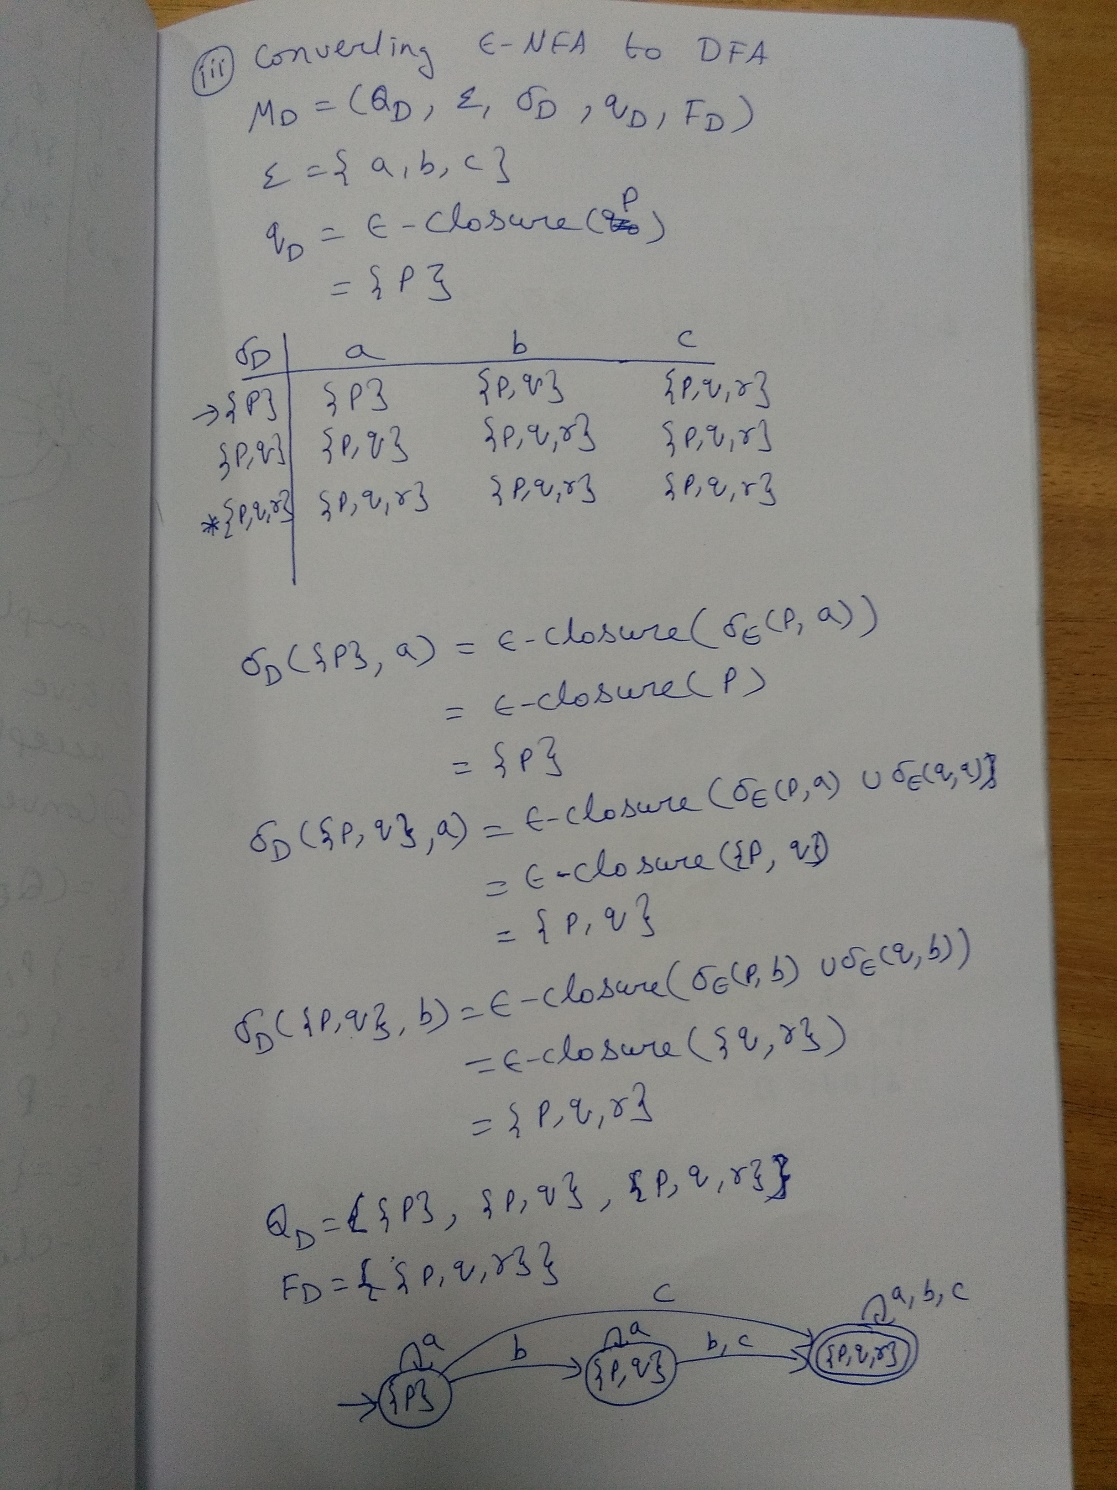 (iii) Converting ε-NFA to DFA
M_D = (Q_D, Σ, δ_D, q_D, F_D)
Σ = { a, b, c }
q_D = ε-closure(P)
= { P }
δ_D | a b c
→{P} | {P} {P,q} {P,q,r}
{P,q} | {P,q} {P,q,r} {P,q,r}
*{P,q,r} | {P,q,r} {P,q,r} {P,q,r}
δ_D({P}, a) = ε-closure(δ_E(P, a))
= ε-closure(P)
= {P}
δ_D({P, q}, a) = ε-closure(δ_E(P,a) ∪ δ_E(q,q)}
= ε-closure({P, q})
= {P, q}
δ_D({P,q}, b) = ε-closure(δ_E(P,b) ∪ δ_E(q,b))
= ε-closure({q, r})
= {P, q, r}
Q_D = {{P}, {P, q}, {P, q, r}}
F_D = {{P, q, r}}
c
a, b, c
a
b
a
b, c
{P}
{P, q}
{P,q,r}